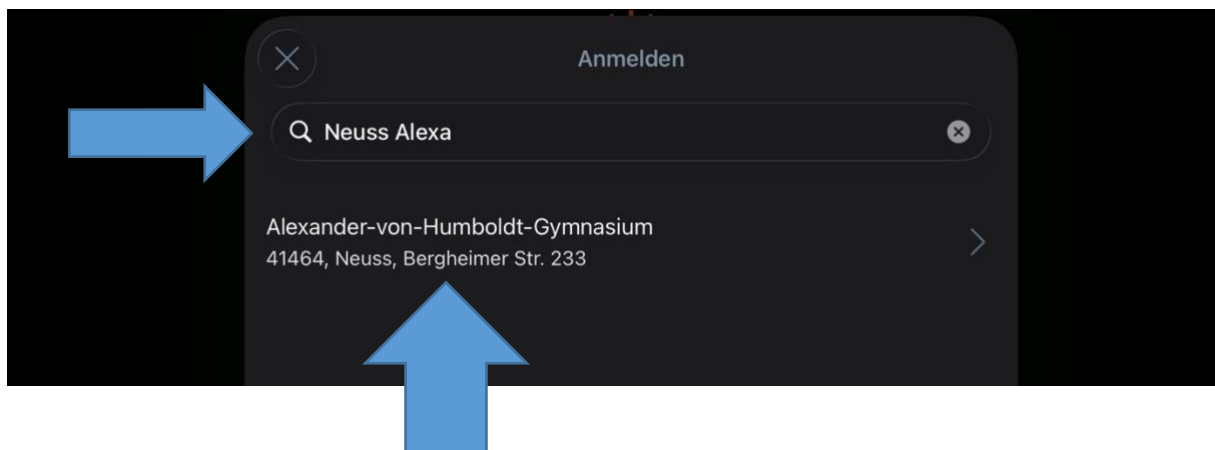 Anmelden
Neuss Alexa
Alexander-von-Humboldt-Gymnasium
41464, Neuss, Bergheimer Str. 233